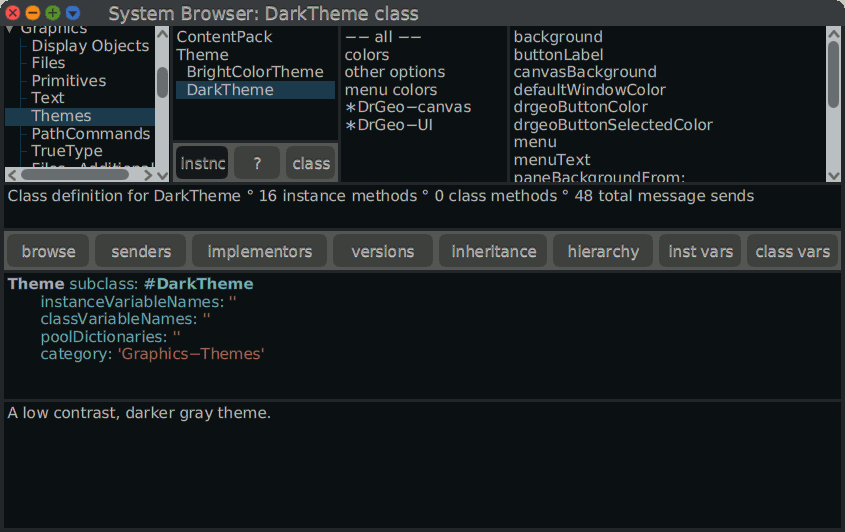 System Browser: DarkTheme class
Graphics
Display Objects
Files
Primitives
Text
Themes
PathCommands
TrueType
Files-Additional
ContentPack
Theme
BrightColorTheme
DarkTheme
instnc ? class
-- all --
colors
other options
menu colors
*DrGeo-canvas
*DrGeo-UI
background
buttonLabel
canvasBackground
defaultWindowColor
drgeoButtonColor
drgeoButtonSelectedColor
menu
menuText
paneBackgroundFrom:
Class definition for DarkTheme ° 16 instance methods ° 0 class methods ° 48 total message sends
browse senders implementors versions inheritance hierarchy inst vars class vars
Theme subclass: #DarkTheme
instanceVariableNames: ''
classVariableNames: ''
poolDictionaries: ''
category: 'Graphics-Themes'
A low contrast, darker gray theme.